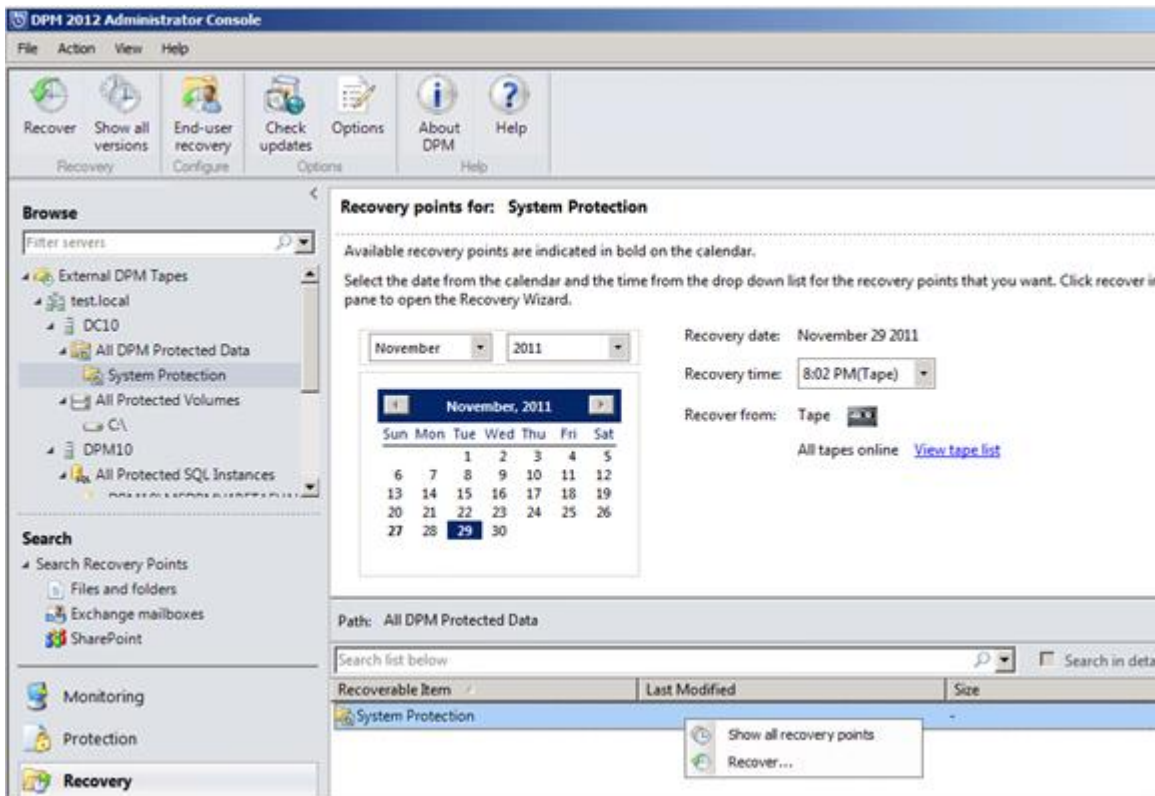 DPM 2012 Administrator Console
File Action View Help
Recover Show all versions End-user recovery Check updates Options About DPM Help
Recovery Configure Options Help
Browse
Filter servers
External DPM Tapes
test.local
DC10
All DPM Protected Data
System Protection
All Protected Volumes
C:\
DPM10
All Protected SQL Instances
Search
Search Recovery Points
Files and folders
Exchange mailboxes
SharePoint
Monitoring
Protection
Recovery
Recovery points for: System Protection
Available recovery points are indicated in bold on the calendar.
Select the date from the calendar and the time from the drop down list for the recovery points that you want. Click recover in
pane to open the Recovery Wizard.
November 2011
November, 2011
Sun Mon Tue Wed Thu Fri Sat
1 2 3 4 5
6 7 8 9 10 11 12
13 14 15 16 17 18 19
20 21 22 23 24 25 26
27 28 29 30
Recovery date: November 29 2011
Recovery time: 8:02 PM(Tape)
Recover from: Tape
All tapes online View tape list
Path: All DPM Protected Data
Search list below Search in deta
Recoverable Item Last Modified Size
System Protection -
Show all recovery points
Recover...